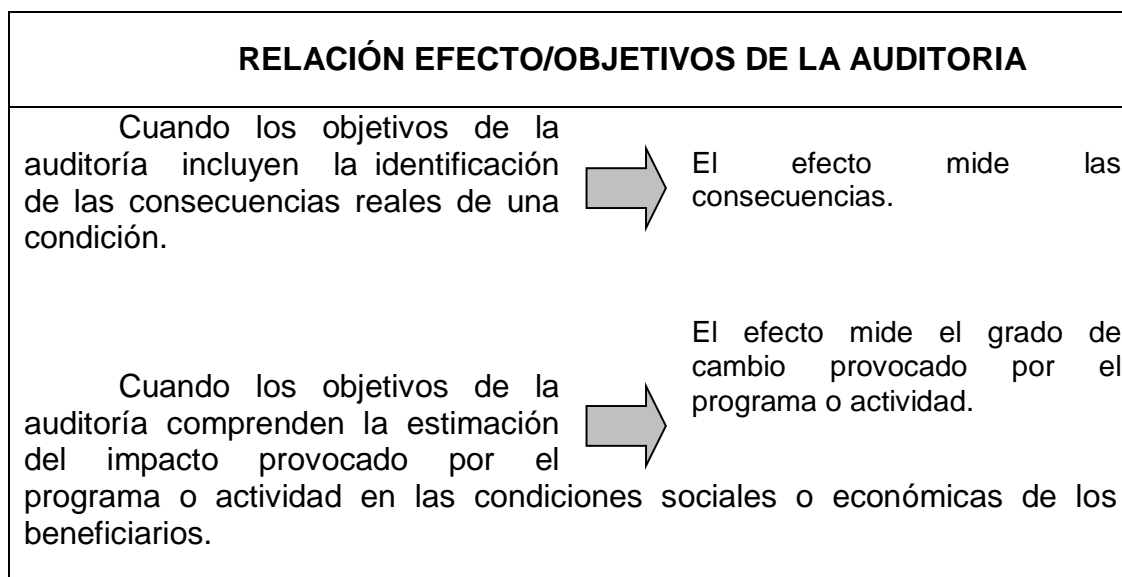 RELACIÓN EFECTO/OBJETIVOS DE LA AUDITORIA
Cuando los objetivos de la
auditoría incluyen la identificación
de las consecuencias reales de una
condición.
El efecto mide las
consecuencias.
El efecto mide el grado de
cambio provocado por el
programa o actividad.
Cuando los objetivos de la
auditoría comprenden la estimación
del impacto provocado por el
programa o actividad en las condiciones sociales o económicas de los
beneficiarios.